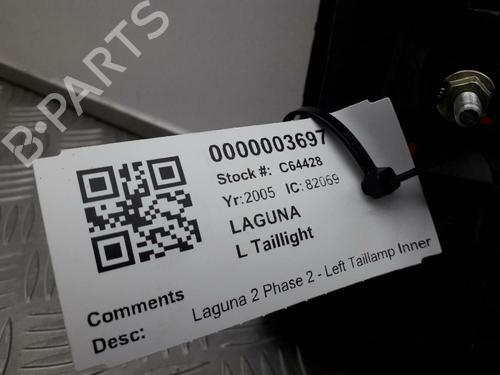 B-PARTS
0000003697
Stock #: C64428
Yr: 2005 IC: 82069
LAGUNA
L Taillight
Comments
Desc: Laguna 2 Phase 2 - Left Taillamp Inner